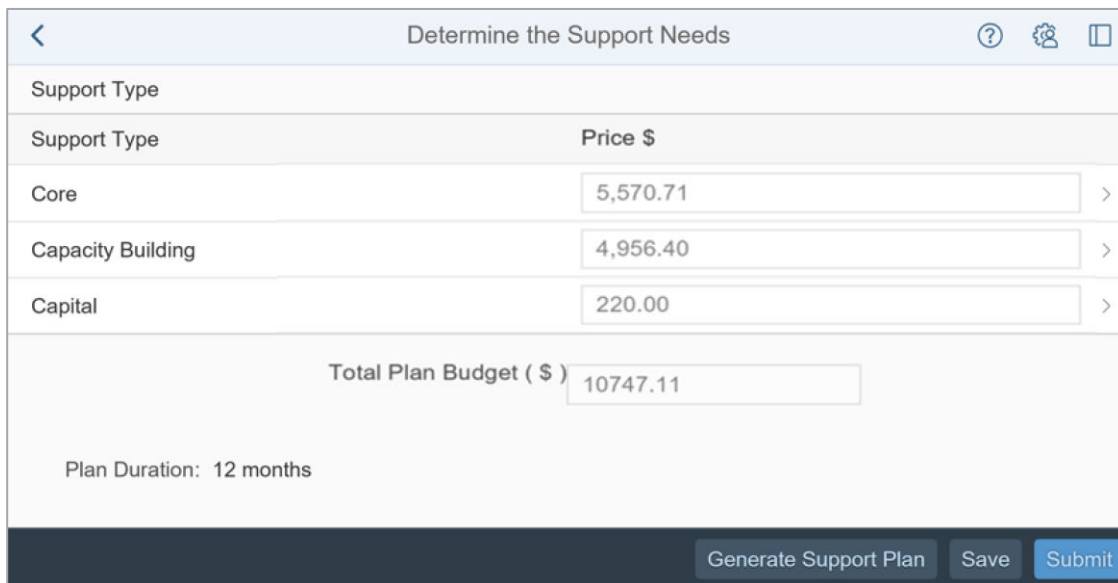 Determine the Support Needs
Support Type
Support Type Price $
Core 5,570.71
Capacity Building 4,956.40
Capital 220.00
Total Plan Budget ( $ ) 10747.11
Plan Duration: 12 months
Generate Support Plan Save Submit